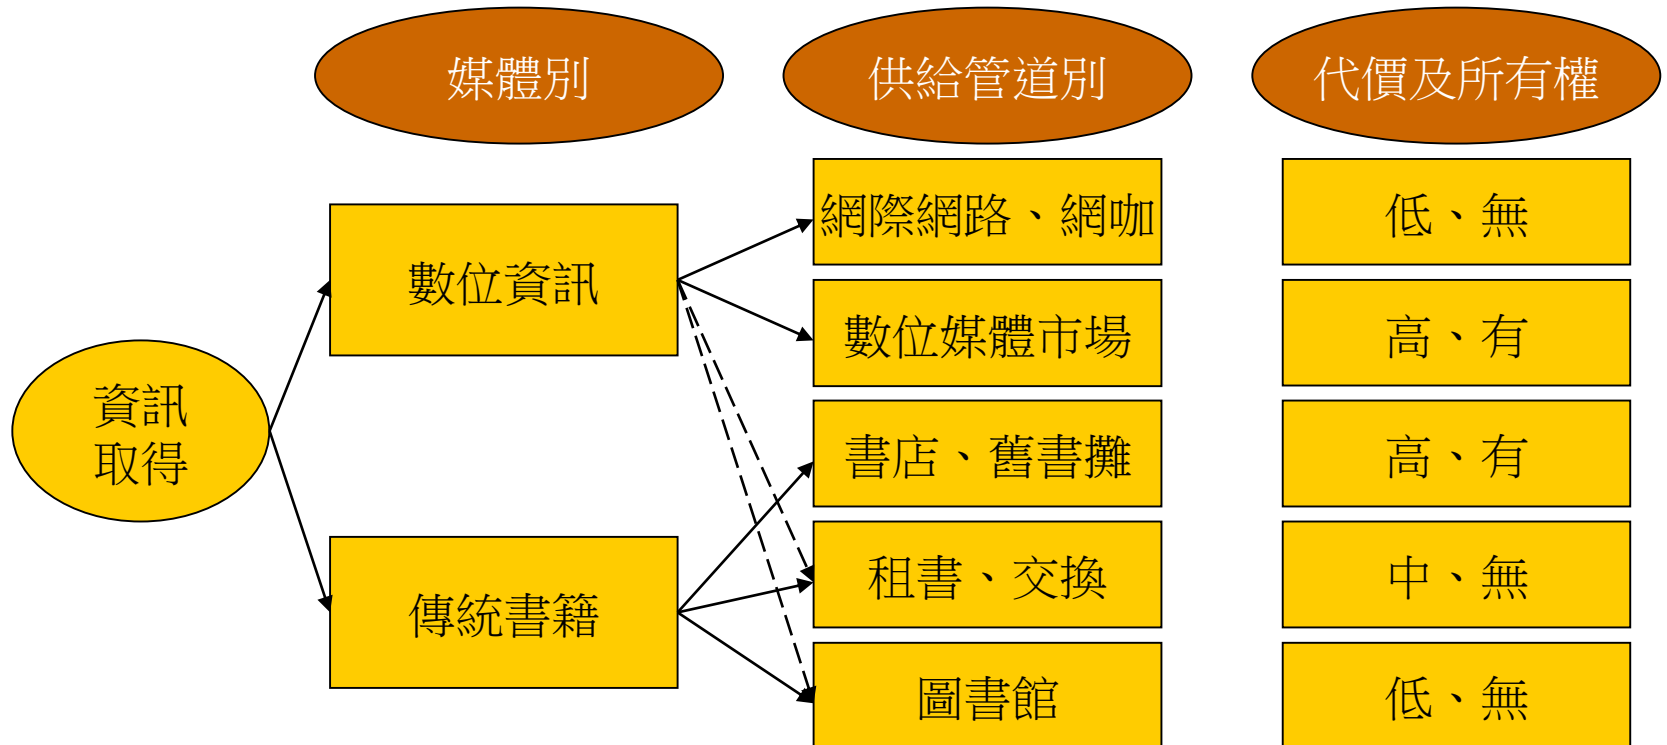 媒體別
供給管道別
代價及所有權
網際網路、網咖
低、無
數位資訊
數位媒體市場
高、有
資訊
取得
書店、舊書攤
高、有
傳統書籍
租書、交換
中、無
圖書館
低、無